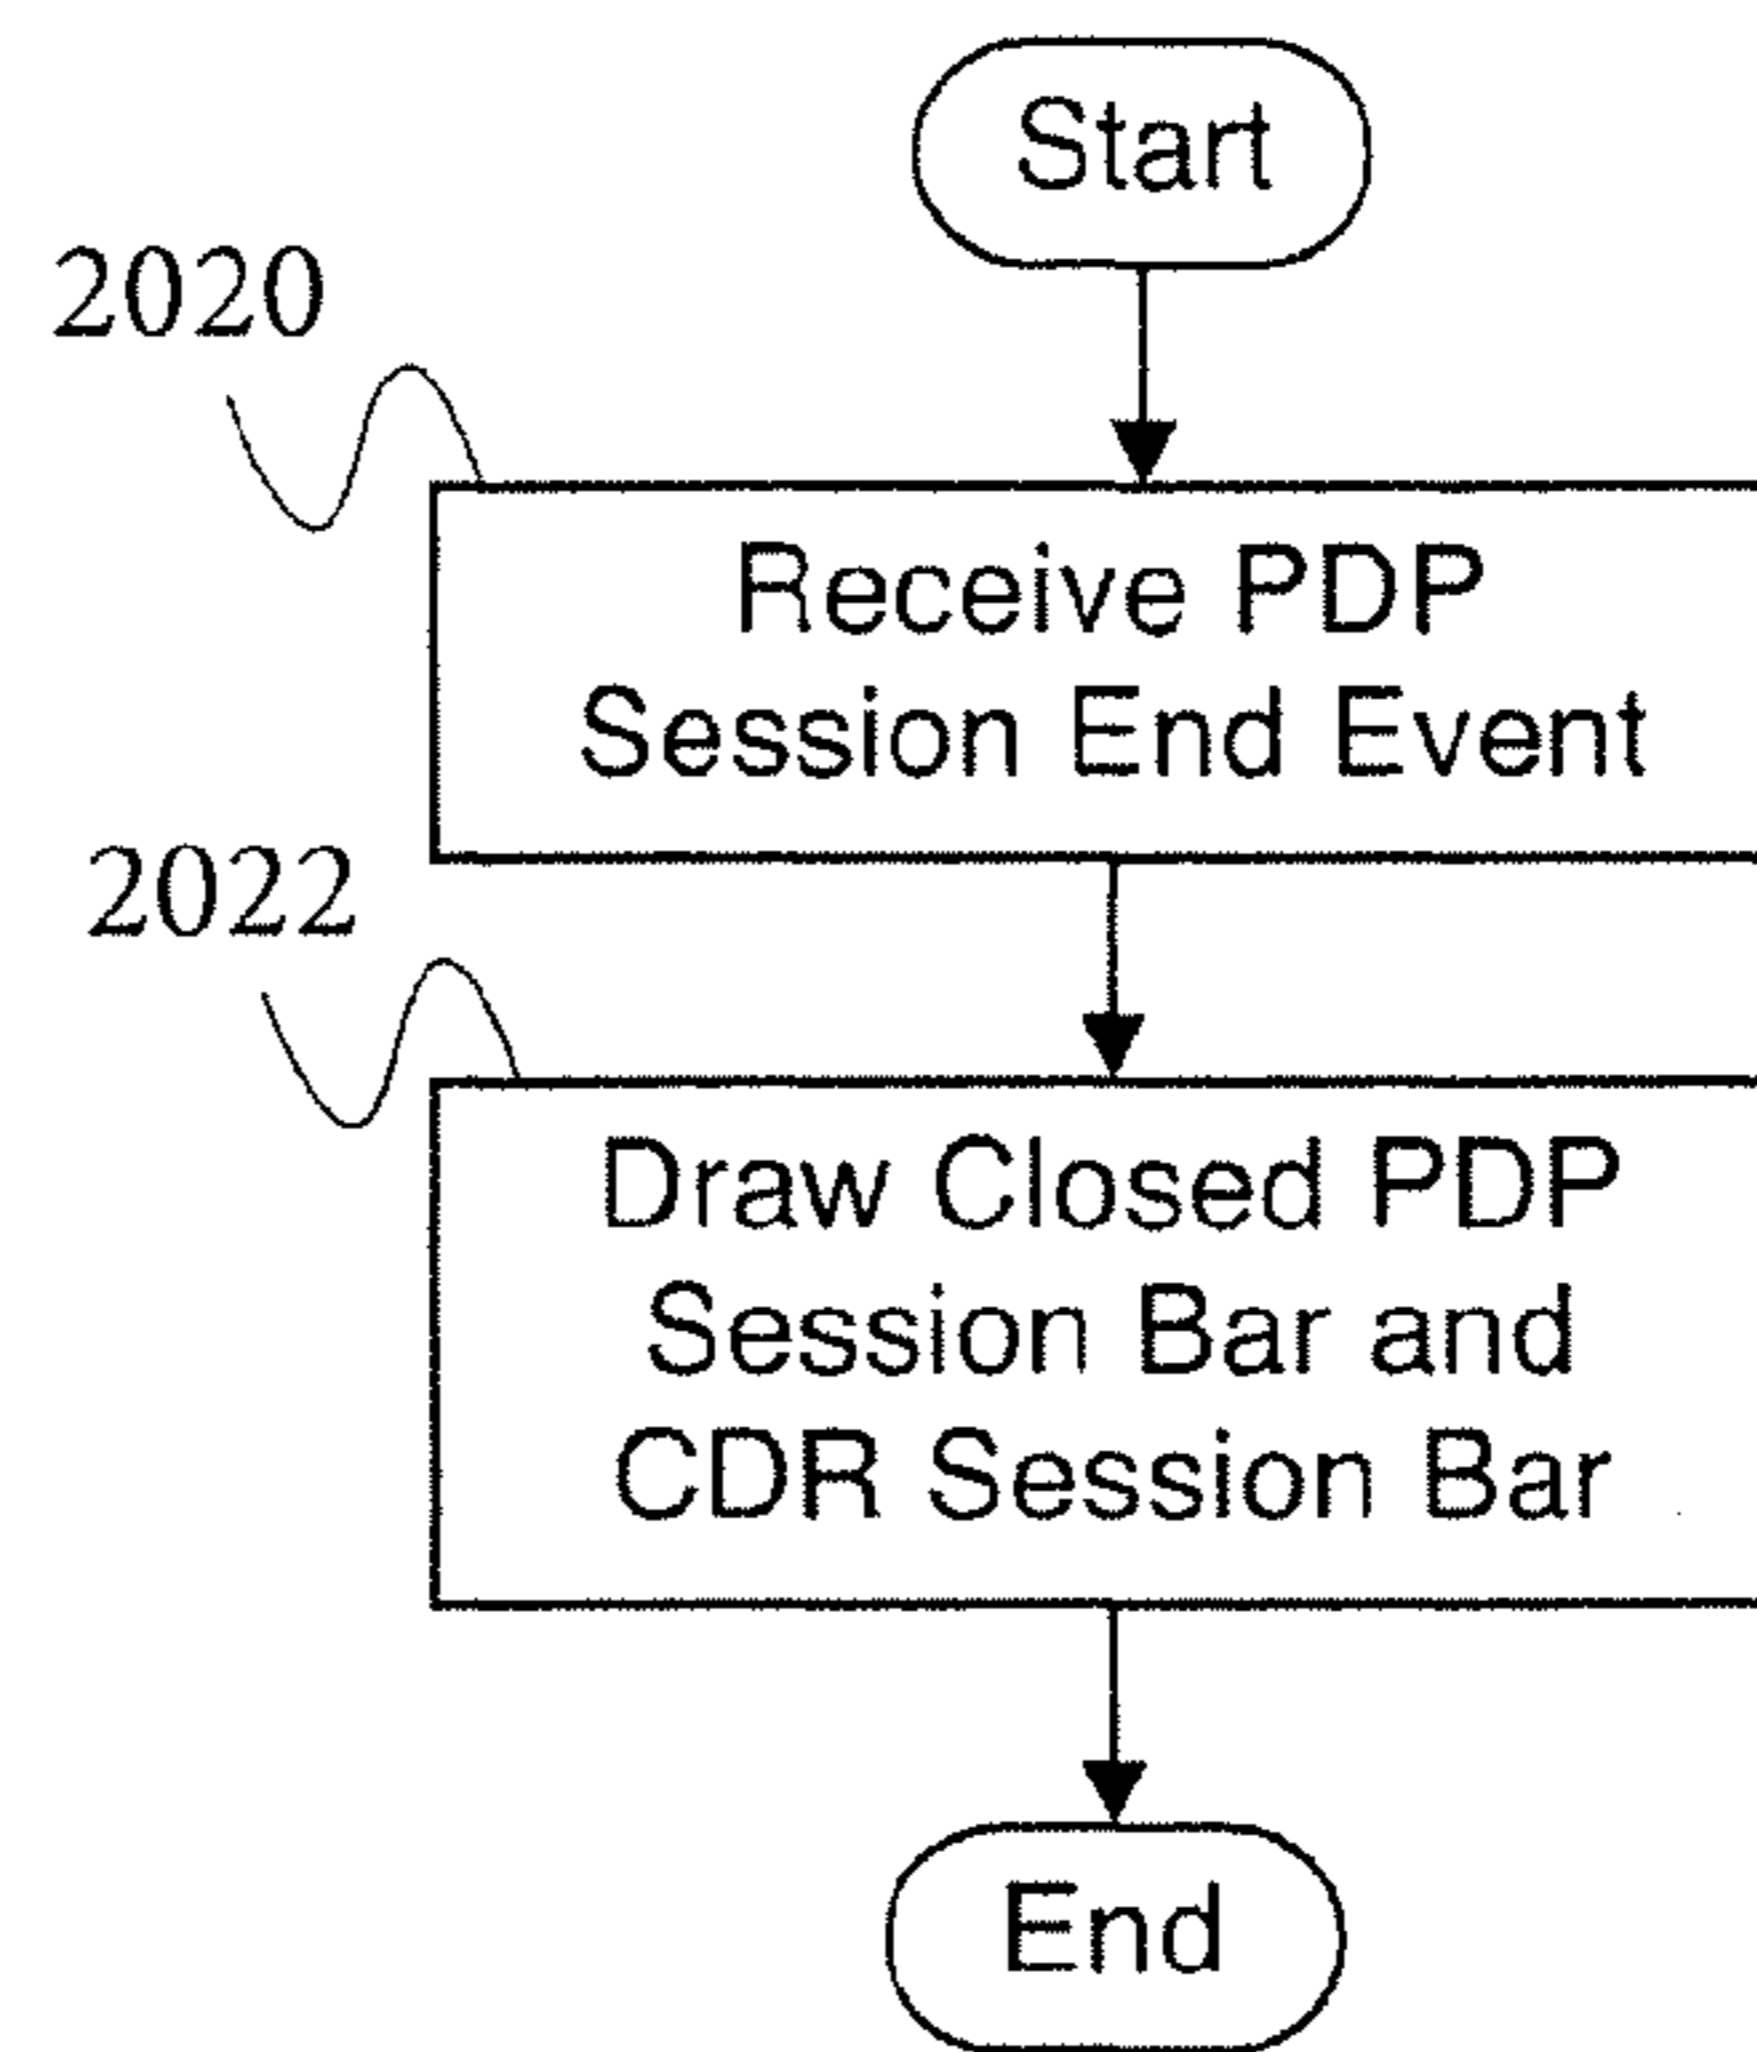 Start
2020
Receive PDP
Session End Event
2022
Draw Closed PDP
Session Bar and
CDR Session Bar
End